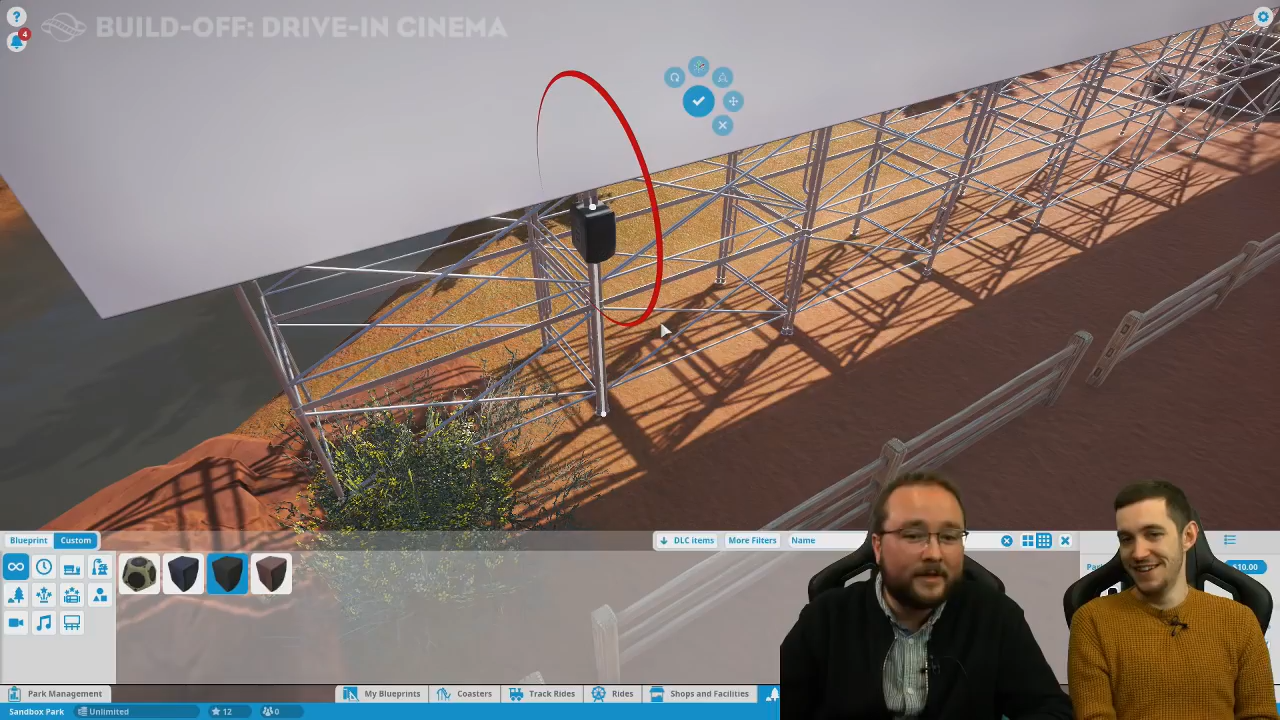 ?
4
BUILD-OFF: DRIVE-IN CINEMA
Blueprint Custom
DLC items More Filters Name
$10.00
Park Management My Blueprints Coasters Track Rides Rides Shops and Facilities
Sandbox Park Unlimited 12 0